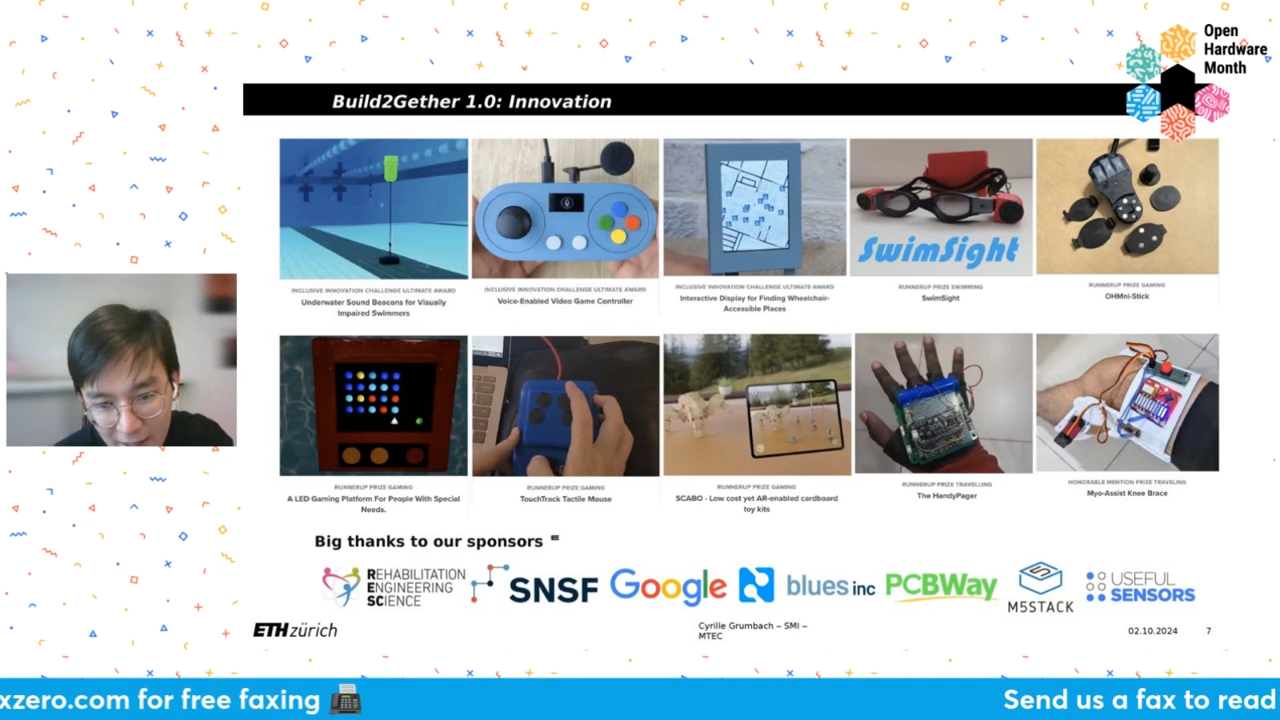 Open
Hardware
Month
Build2Gether 1.0: Innovation
INCLUSIVE INNOVATION CHALLENGE ULTIMATE AWARD
Underwater Sound Beacons for Visually
Impaired Swimmers
INCLUSIVE INNOVATION CHALLENGE ULTIMATE AWARD
Voice-Enabled Video Game Controller
INCLUSIVE INNOVATION CHALLENGE ULTIMATE AWARD
Interactive Display for Finding Wheelchair-
Accessible Places
SwimSight
RUNNERUP PRIZE SWIMMING
SwimSight
RUNNERUP PRIZE GAMING
OHMni-Stick
RUNNERUP PRIZE GAMING
A LED Gaming Platform For People With Special
Needs.
RUNNERUP PRIZE GAMING
TouchTrack Tactile Mouse
RUNNERUP PRIZE GAMING
SCABO - Low cost yet AR-enabled cardboard
toy kits
RUNNERUP PRIZE TRAVELLING
The HandyPager
HONORABLE MENTION PRIZE TRAVELING
Myo-Assist Knee Brace
Big thanks to our sponsors
REHABILITATION
ENGINEERING
SCIENCE
SNSF
Google
blues inc
PCBWay
M5STACK
USEFUL
SENSORS
ETH zürich
Cyrille Grumbach – SMI –
MTEC
02.10.2024
7
xzero.com for free faxing
Send us a fax to read